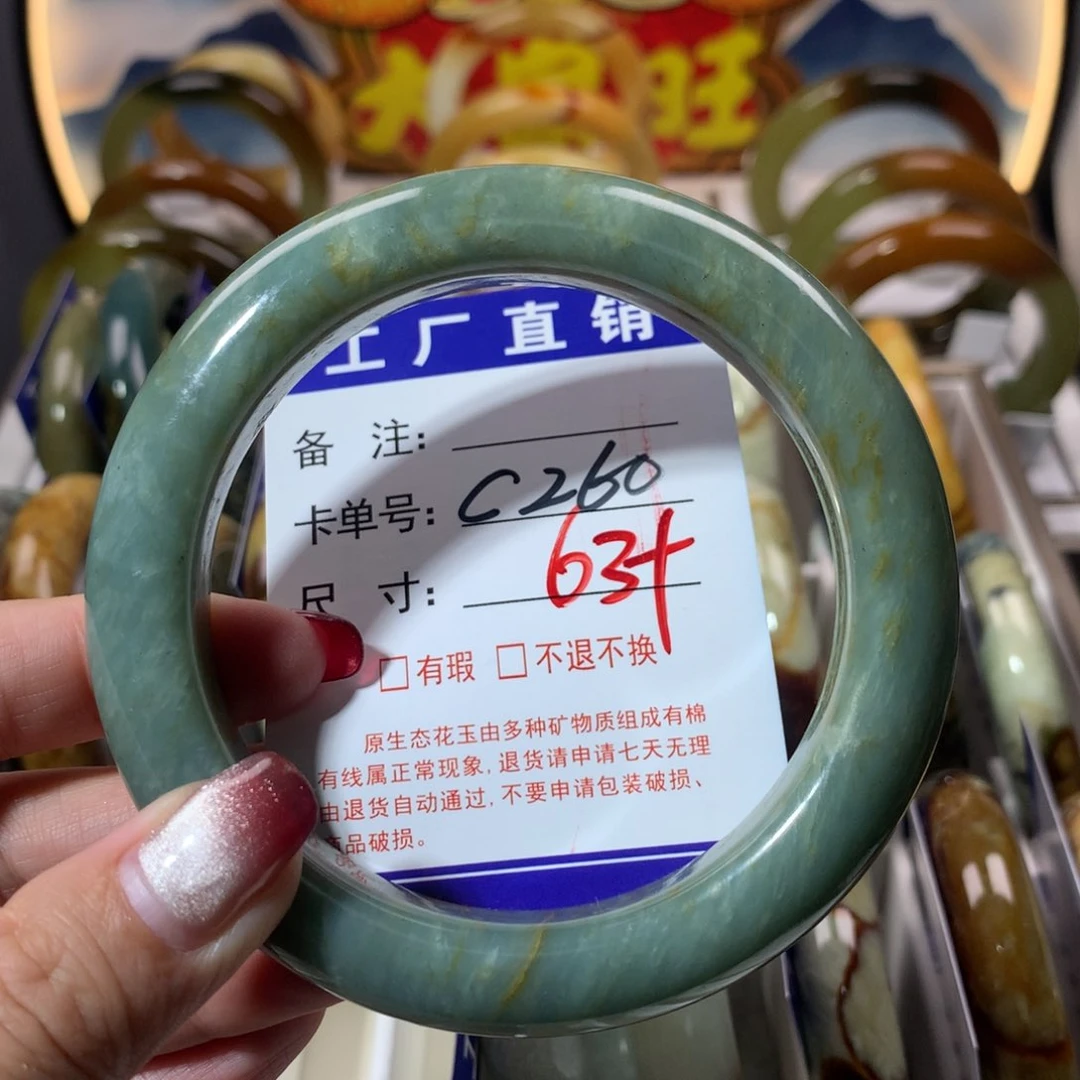 大家旺
工厂直销
备 注：
卡单号：C260
尺 寸：63+
□有瑕 □不退不换
原生态花玉由多种矿物质组成有棉
有线属正常现象，退货请申请七天无理
由退货自动通过，不要申请包装破损、
商品破损。